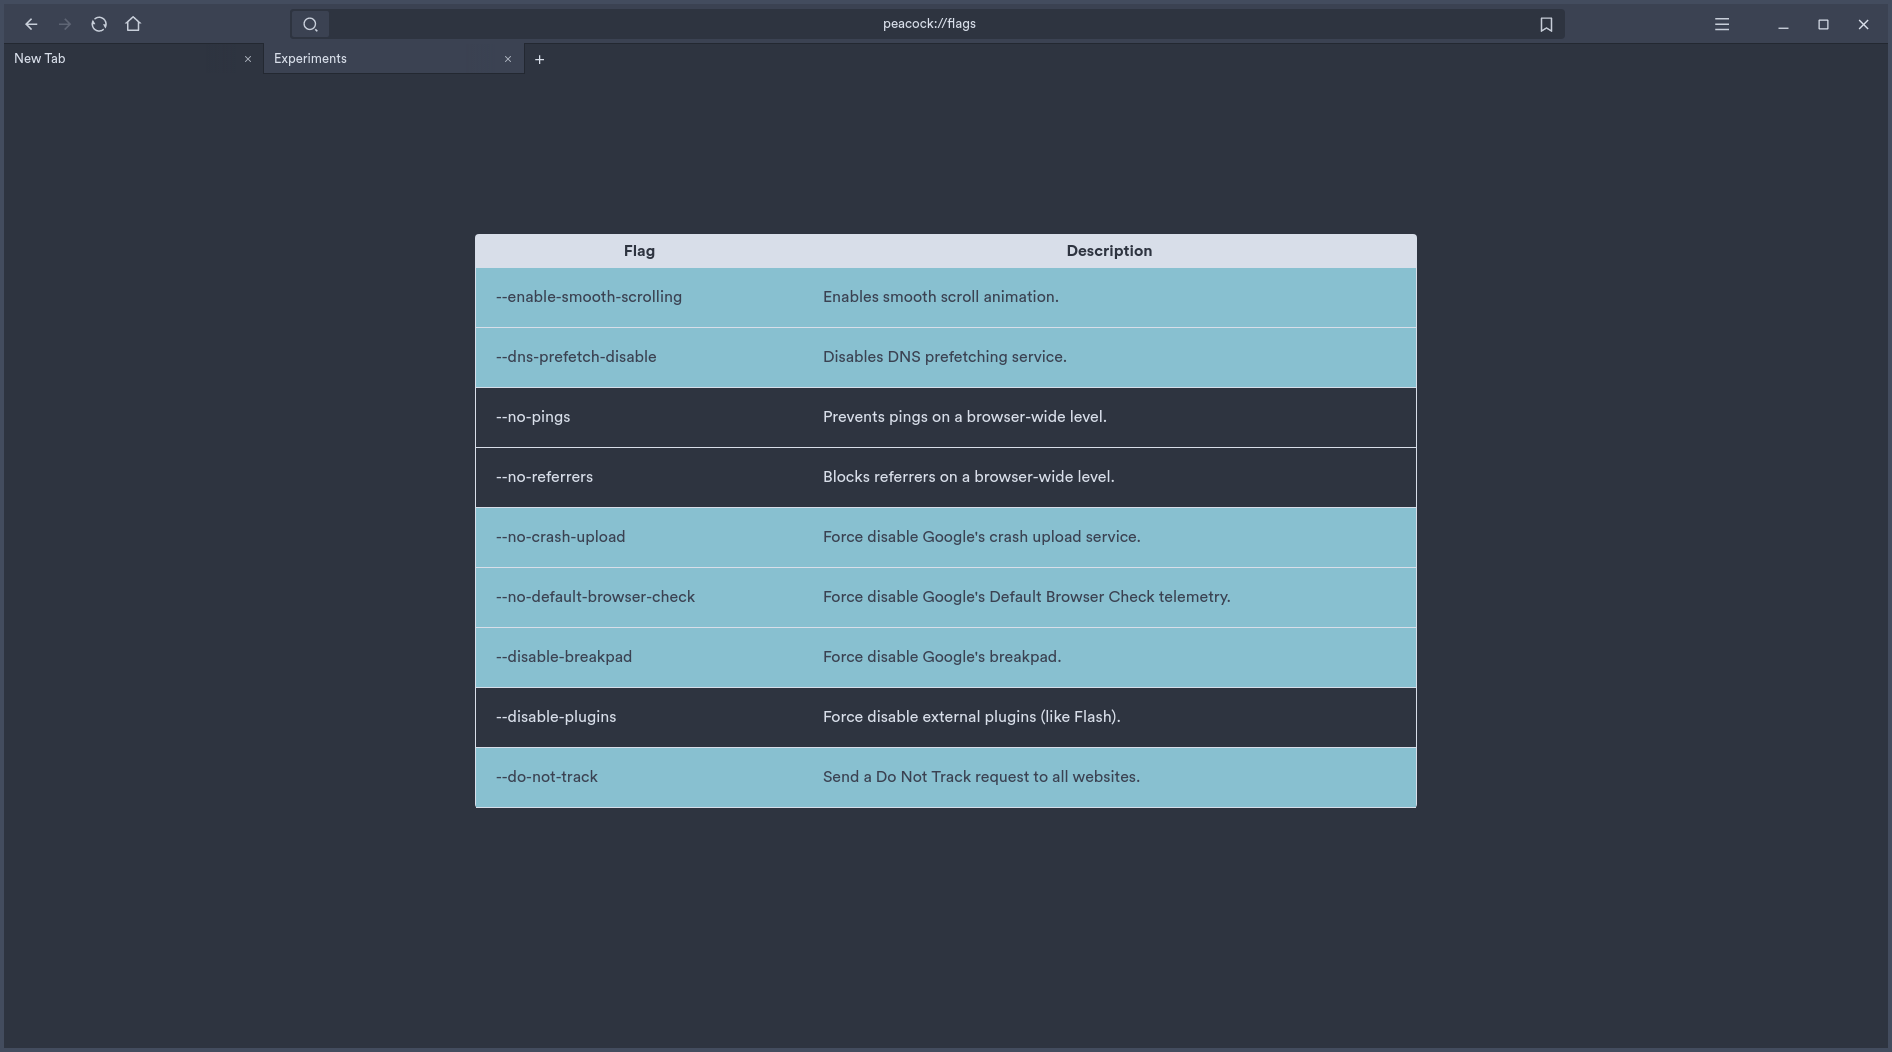 peacock://flags
New Tab
Experiments
Flag Description
--enable-smooth-scrolling Enables smooth scroll animation.
--dns-prefetch-disable Disables DNS prefetching service.
--no-pings Prevents pings on a browser-wide level.
--no-referrers Blocks referrers on a browser-wide level.
--no-crash-upload Force disable Google's crash upload service.
--no-default-browser-check Force disable Google's Default Browser Check telemetry.
--disable-breakpad Force disable Google's breakpad.
--disable-plugins Force disable external plugins (like Flash).
--do-not-track Send a Do Not Track request to all websites.